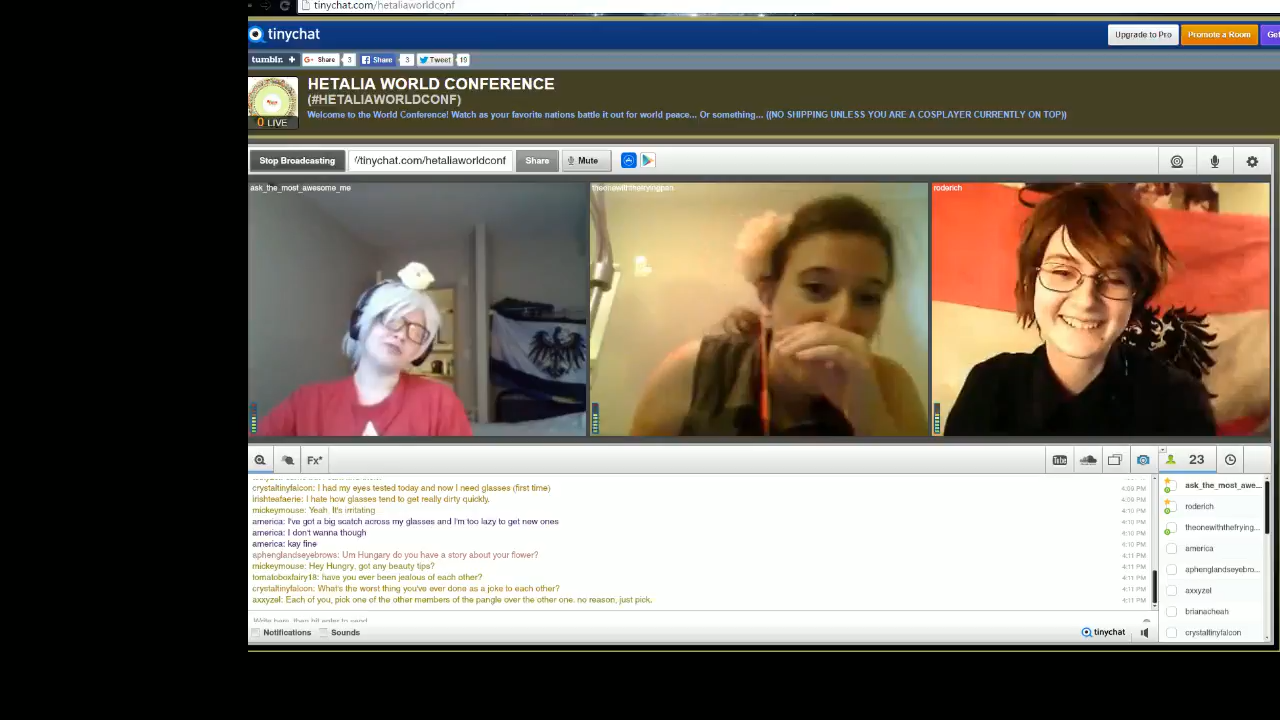 tinychat.com/hetaliaworldconf
tinychat
Upgrade to Pro
Promote a Room
Get
tumblr. +
G+ Share
3
Share
3
Tweet
19
HETALIA WORLD CONFERENCE
(#HETALIAWORLDCONF)
0 LIVE
Welcome to the World Conference! Watch as your favorite nations battle it out for world peace... Or something... ((NO SHIPPING UNLESS YOU ARE A COSPLAYER CURRENTLY ON TOP))
Stop Broadcasting
//tinychat.com/hetaliaworldconf
Share
Mute
ask_the_most_awesome_me
theonewiththefryingpan
roderich
Fx*
You Tube
23
crystaltinyfalcon: I had my eyes tested today and now I need glasses (first time) 4:09 PM
irishteafaerie: I hate how glasses tend to get really dirty quickly. 4:09 PM
mickeymouse: Yeah, It's irritating 4:10 PM
america: I've got a big scatch across my glasses and I'm too lazy to get new ones 4:10 PM
america: I don't wanna though 4:10 PM
america: kay fine 4:10 PM
aphenglandseyebrows: Um Hungary do you have a story about your flower? 4:11 PM
mickeymouse: Hey Hungry, got any beauty tips? 4:11 PM
tomatoboxfairy18: have you ever been jealous of each other? 4:11 PM
crystaltinyfalcon: What's the worst thing you've ever done as a joke to each other? 4:11 PM
axxyzel: Each of you, pick one of the other members of the pangle over the other one. no reason, just pick. 4:11 PM
Write here, then hit enter to send
Notifications
Sounds
tinychat
ask_the_most_awe...
roderich
theonewiththefrying...
america
aphenglandseyebro...
axxyzel
brianacheah
crystaltinyfalcon